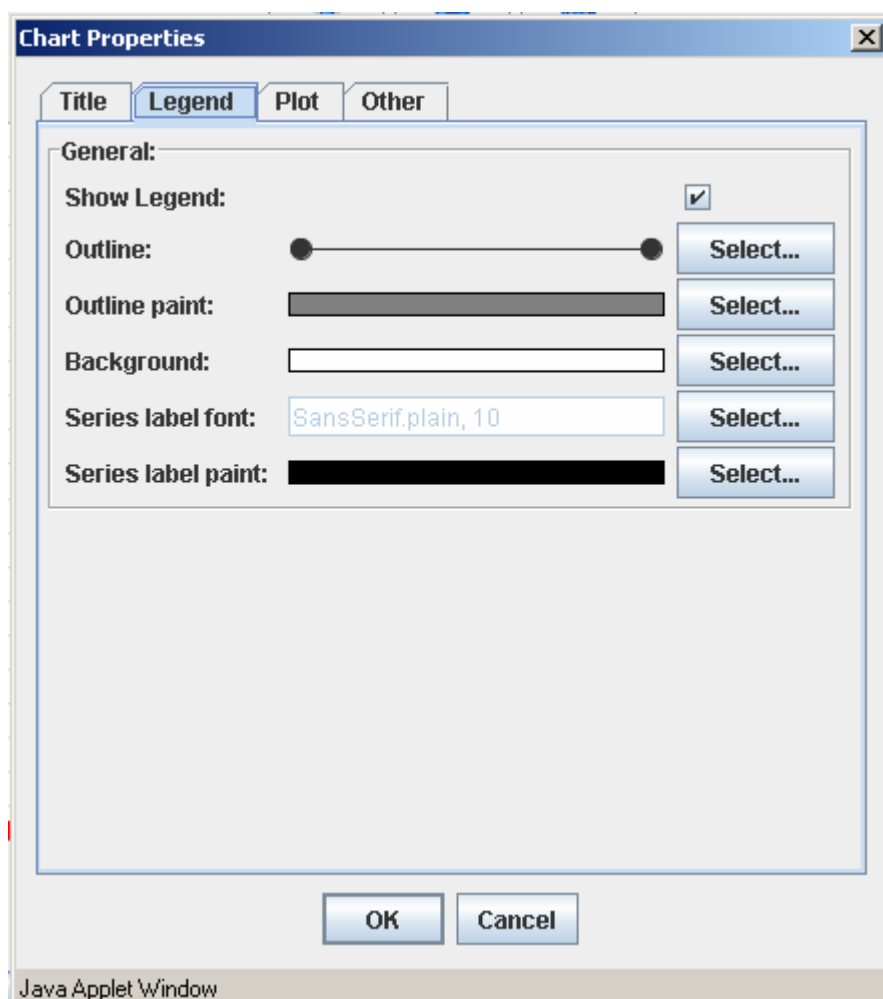 Chart Properties
Title Legend Plot Other
General:
Show Legend:
Outline: Select...
Outline paint: Select...
Background: Select...
Series label font: SansSerif.plain, 10 Select...
Series label paint: Select...
OK Cancel
Java Applet Window